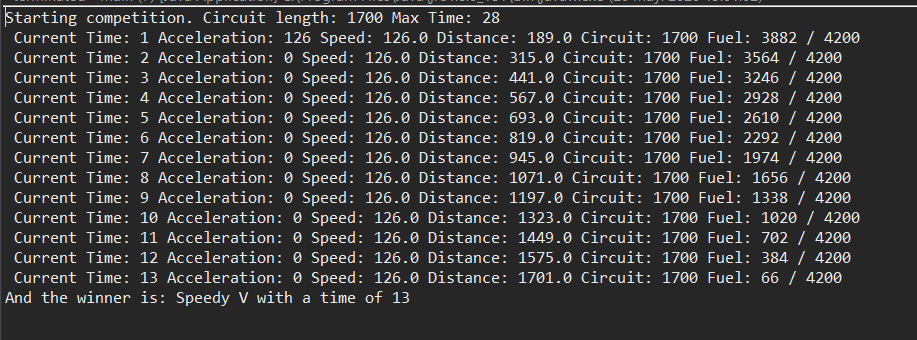 Starting competition. Circuit length: 1700 Max Time: 28
Current Time: 1 Acceleration: 126 Speed: 126.0 Distance: 189.0 Circuit: 1700 Fuel: 3882 / 4200
Current Time: 2 Acceleration: 0 Speed: 126.0 Distance: 315.0 Circuit: 1700 Fuel: 3564 / 4200
Current Time: 3 Acceleration: 0 Speed: 126.0 Distance: 441.0 Circuit: 1700 Fuel: 3246 / 4200
Current Time: 4 Acceleration: 0 Speed: 126.0 Distance: 567.0 Circuit: 1700 Fuel: 2928 / 4200
Current Time: 5 Acceleration: 0 Speed: 126.0 Distance: 693.0 Circuit: 1700 Fuel: 2610 / 4200
Current Time: 6 Acceleration: 0 Speed: 126.0 Distance: 819.0 Circuit: 1700 Fuel: 2292 / 4200
Current Time: 7 Acceleration: 0 Speed: 126.0 Distance: 945.0 Circuit: 1700 Fuel: 1974 / 4200
Current Time: 8 Acceleration: 0 Speed: 126.0 Distance: 1071.0 Circuit: 1700 Fuel: 1656 / 4200
Current Time: 9 Acceleration: 0 Speed: 126.0 Distance: 1197.0 Circuit: 1700 Fuel: 1338 / 4200
Current Time: 10 Acceleration: 0 Speed: 126.0 Distance: 1323.0 Circuit: 1700 Fuel: 1020 / 4200
Current Time: 11 Acceleration: 0 Speed: 126.0 Distance: 1449.0 Circuit: 1700 Fuel: 702 / 4200
Current Time: 12 Acceleration: 0 Speed: 126.0 Distance: 1575.0 Circuit: 1700 Fuel: 384 / 4200
Current Time: 13 Acceleration: 0 Speed: 126.0 Distance: 1701.0 Circuit: 1700 Fuel: 66 / 4200
And the winner is: Speedy V with a time of 13